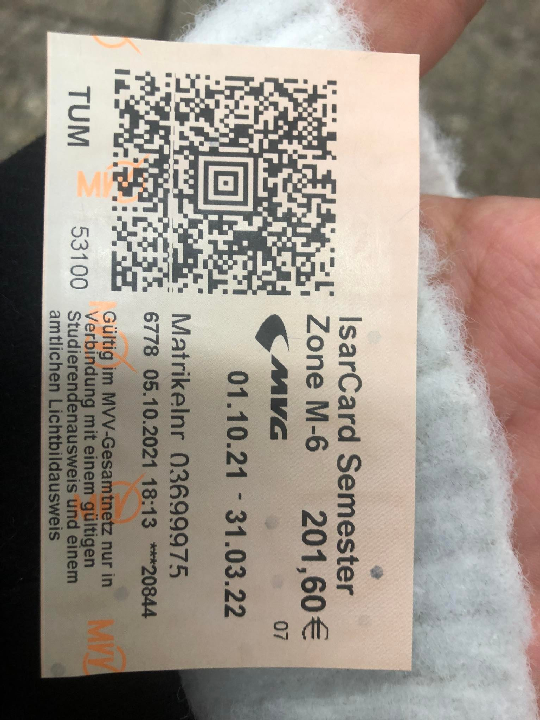 IsarCard Semester
Zone M-6 201,60€
07
MVG
01.10.21 - 31.03.22
Matrikelnr 03699975
6778 05.10.2021 18:13 ***20844
Gültig im MVV-Gesamtnetz nur in
Verbindung mit einem gültigen
Studierendenausweis und einem
amtlichen Lichtbildausweis
TUM 53100
MVV
MVV